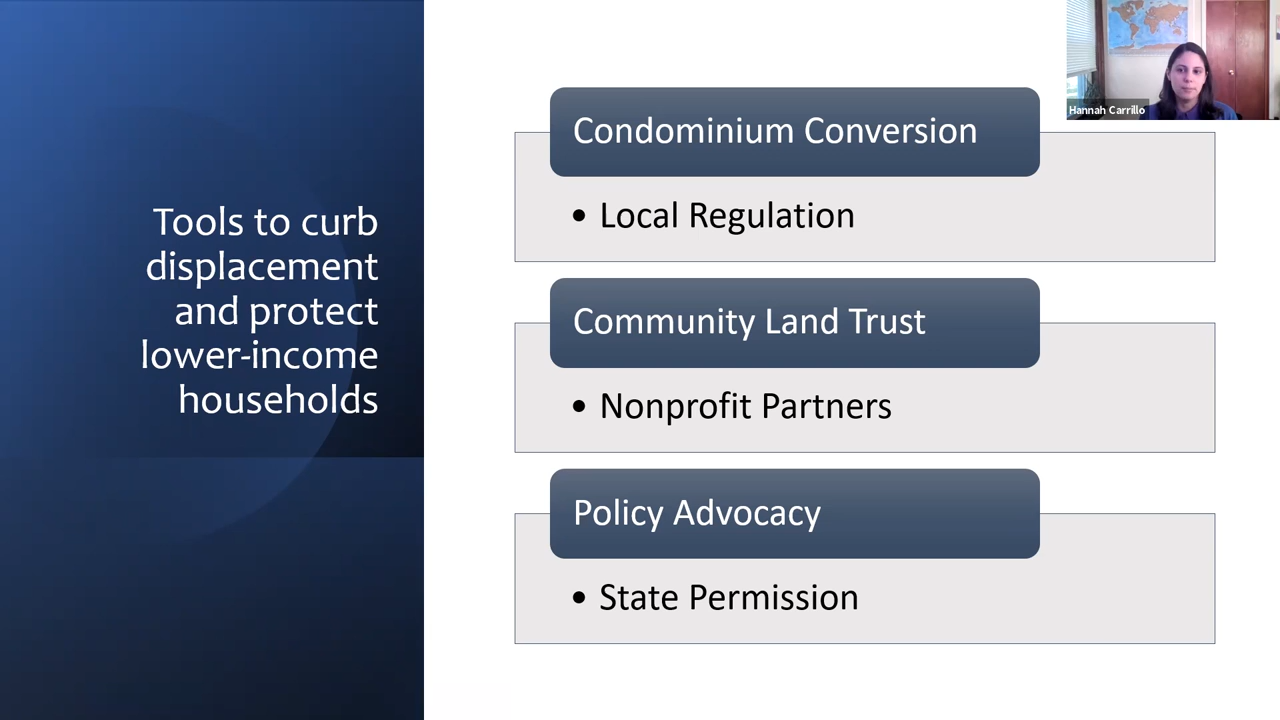 Tools to curb
displacement
and protect
lower-income
households
Condominium Conversion
• Local Regulation
Community Land Trust
• Nonprofit Partners
Policy Advocacy
• State Permission
Hannah Carrillo